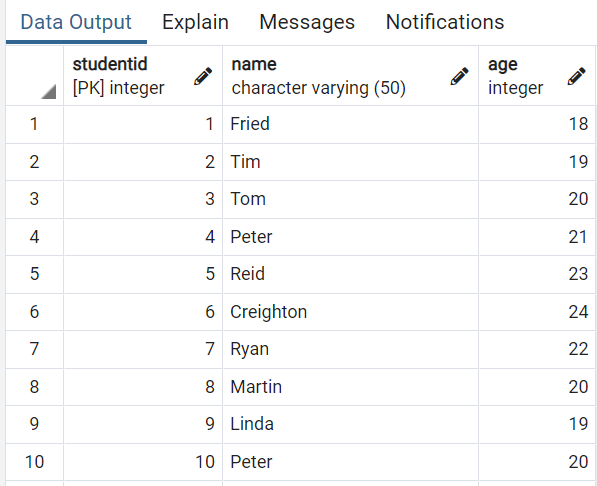 Data Output Explain Messages Notifications
studentid name age
[PK] integer character varying (50) integer
1 1 Fried 18
2 2 Tim 19
3 3 Tom 20
4 4 Peter 21
5 5 Reid 23
6 6 Creighton 24
7 7 Ryan 22
8 8 Martin 20
9 9 Linda 19
10 10 Peter 20